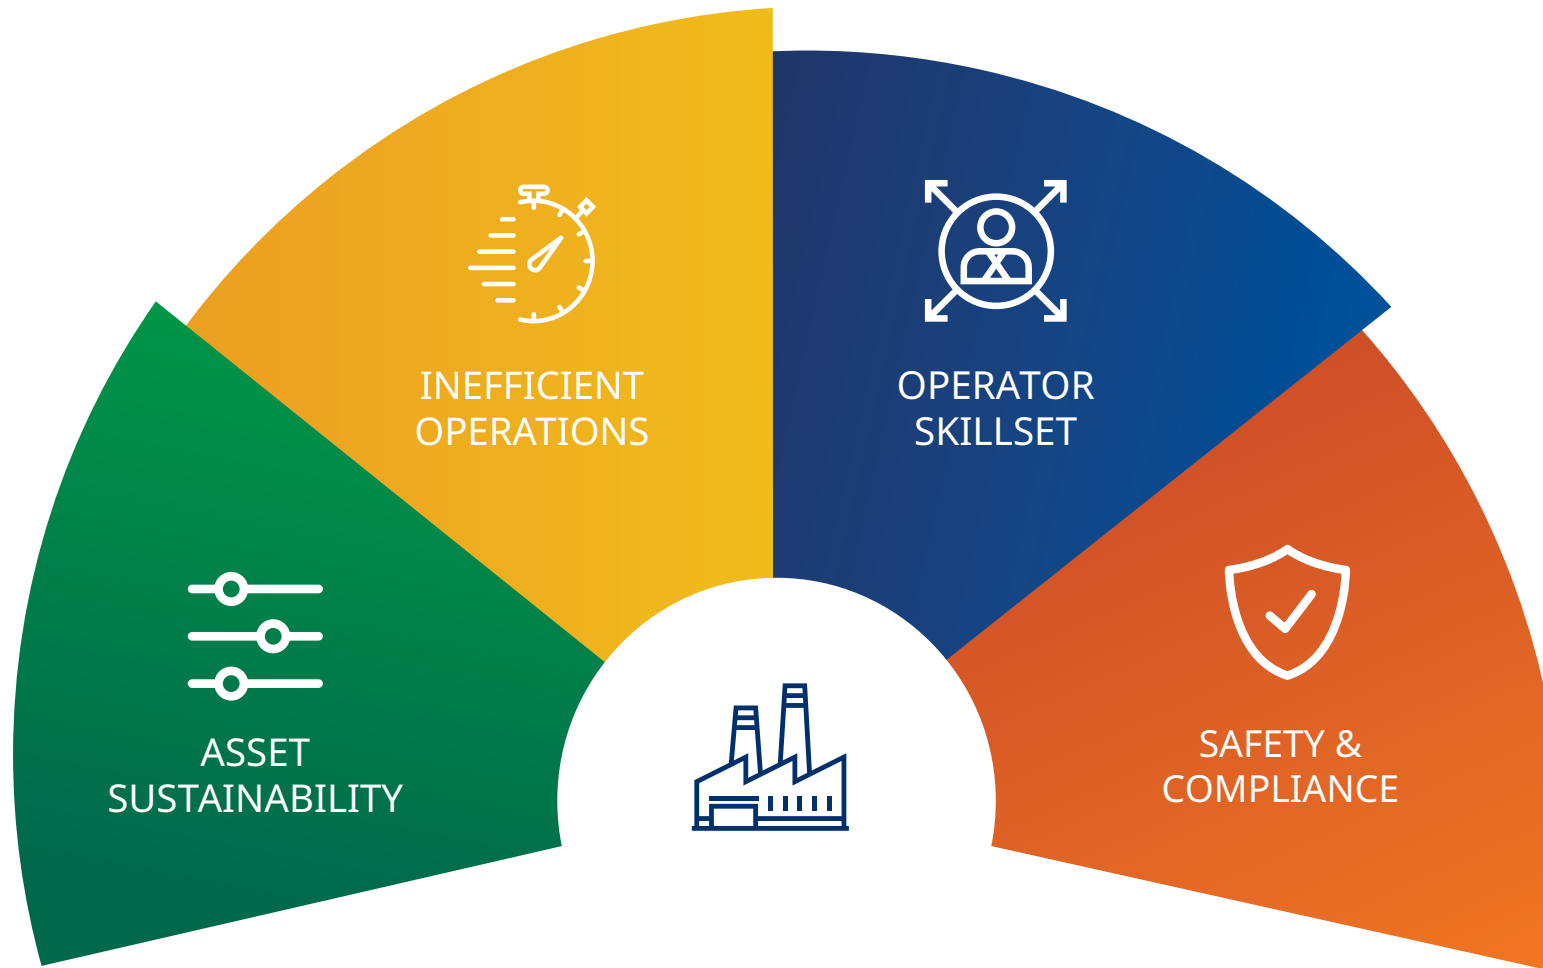 INEFFICIENT
OPERATIONS
OPERATOR
SKILLSET
ASSET
SUSTAINABILITY
SAFETY &
COMPLIANCE